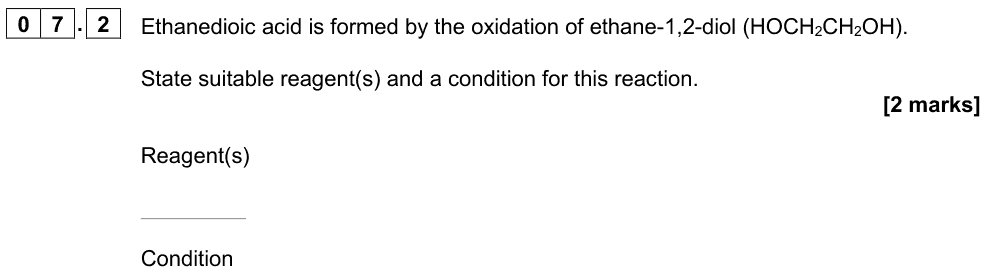 0 7 . 2 Ethanedioic acid is formed by the oxidation of ethane-1,2-diol (HOCH₂CH₂OH).
State suitable reagent(s) and a condition for this reaction.
[2 marks]
Reagent(s)
Condition